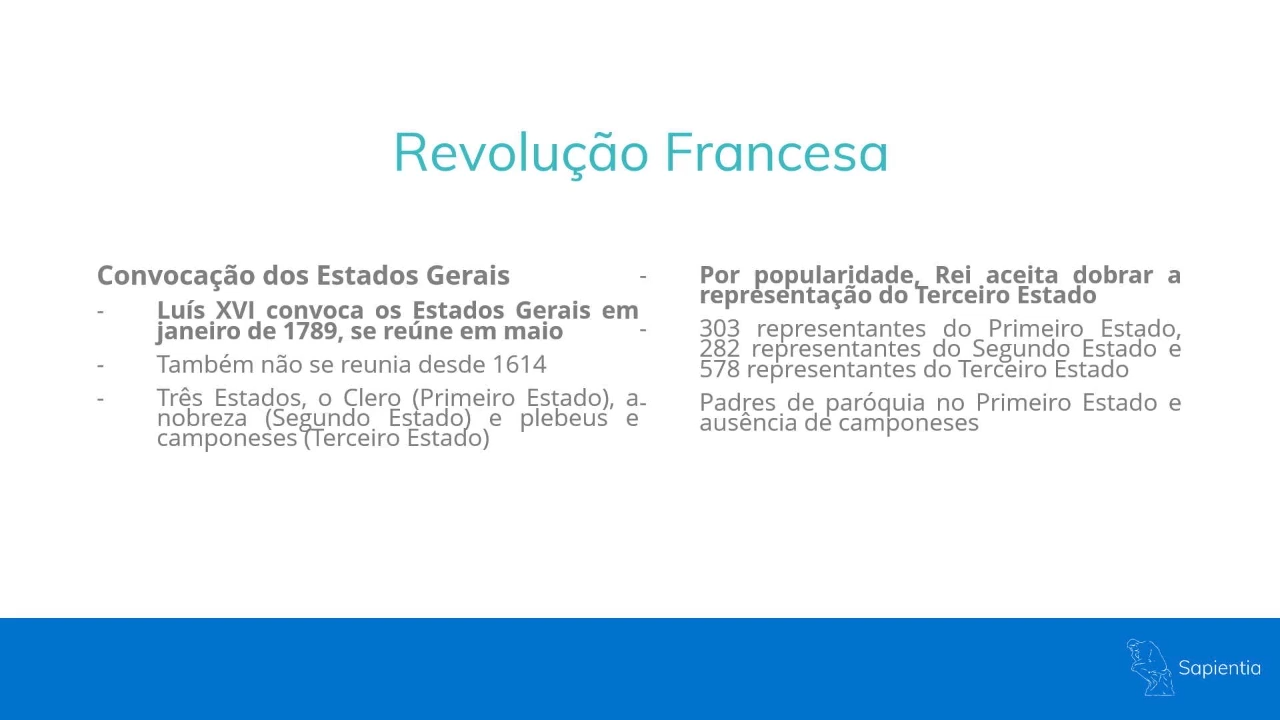 Revolução Francesa
Convocação dos Estados Gerais
- Luís XVI convoca os Estados Gerais em
janeiro de 1789, se reúne em maio
- Também não se reunia desde 1614
- Três Estados, o Clero (Primeiro Estado), a
nobreza (Segundo Estado) e plebeus e
camponeses (Terceiro Estado)
- Por popularidade, Rei aceita dobrar a
representação do Terceiro Estado
- 303 representantes do Primeiro Estado,
282 representantes do Segundo Estado e
578 representantes do Terceiro Estado
- Padres de paróquia no Primeiro Estado e
ausência de camponeses
Sapientia